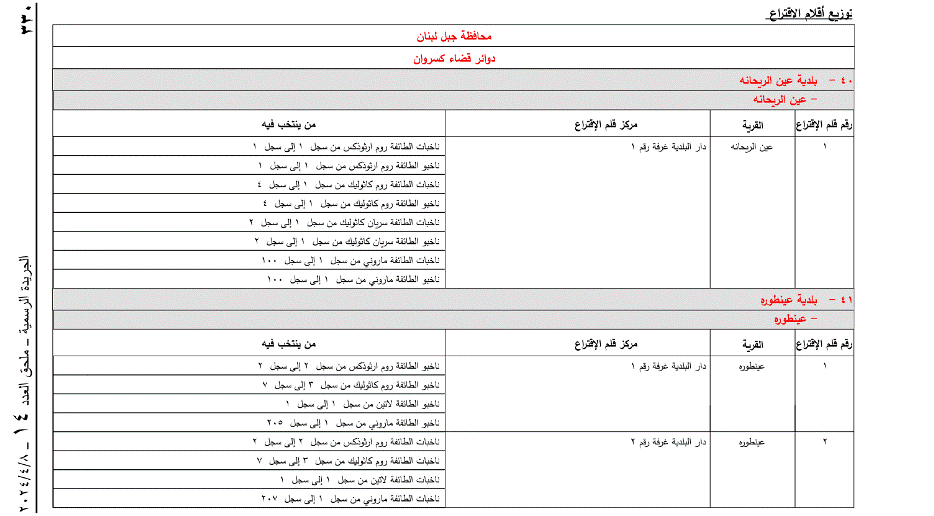 توزيع أقلام الاقتراع
٣٣٠
محافظة جبل لبنان
دوائر قضاء كسروان
٤٠ - بلدية عين الريحانه
- عين الريحانه
رقم قلم الإقتراع القرية مركز قلم الإقتراع من ينتخب فيه
١ عين الريحانه دار البلدية غرفة رقم ١ ناخبات الطائفة روم ارثوذكس من سجل ١ إلى سجل ١
ناخبو الطائفة روم ارثوذكس من سجل ١ إلى سجل ١
ناخبات الطائفة روم كاثوليك من سجل ١ إلى سجل ٤
ناخبو الطائفة روم كاثوليك من سجل ١ إلى سجل ٤
ناخبات الطائفة سريان كاثوليك من سجل ١ إلى سجل ٢
ناخبو الطائفة سريان كاثوليك من سجل ١ إلى سجل ٢
ناخبات الطائفة ماروني من سجل ١ إلى سجل ١٠٠
ناخبو الطائفة ماروني من سجل ١ إلى سجل ١٠٠
٤١ - بلدية عينطوره
- عينطوره
رقم قلم الإقتراع القرية مركز قلم الإقتراع من ينتخب فيه
١ عينطوره دار البلدية غرفة رقم ١ ناخبو الطائفة روم ارثوذكس من سجل ٢ إلى سجل ٢
ناخبو الطائفة روم كاثوليك من سجل ٣ إلى سجل ٧
ناخبو الطائفة لاتين من سجل ١ إلى سجل ١
ناخبو الطائفة ماروني من سجل ١ إلى سجل ٢٠٥
٢ عينطوره دار البلدية غرفة رقم ٢ ناخبات الطائفة روم ارثوذكس من سجل ٢ إلى سجل ٢
ناخبات الطائفة روم كاثوليك من سجل ٣ إلى سجل ٧
ناخبات الطائفة لاتين من سجل ١ إلى سجل ١
ناخبات الطائفة ماروني من سجل ١ إلى سجل ٢٠٧
الجريدة الرسمية - ملحق العدد ١٤ - ٢٠٢٤/٤/٨